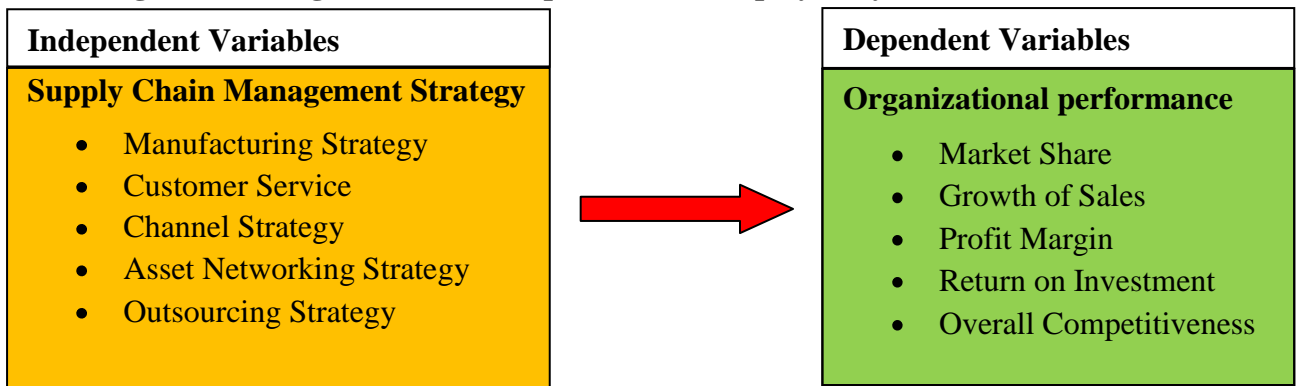 Independent Variables
Supply Chain Management Strategy
• Manufacturing Strategy
• Customer Service
• Channel Strategy
• Asset Networking Strategy
• Outsourcing Strategy
Dependent Variables
Organizational performance
• Market Share
• Growth of Sales
• Profit Margin
• Return on Investment
• Overall Competitiveness